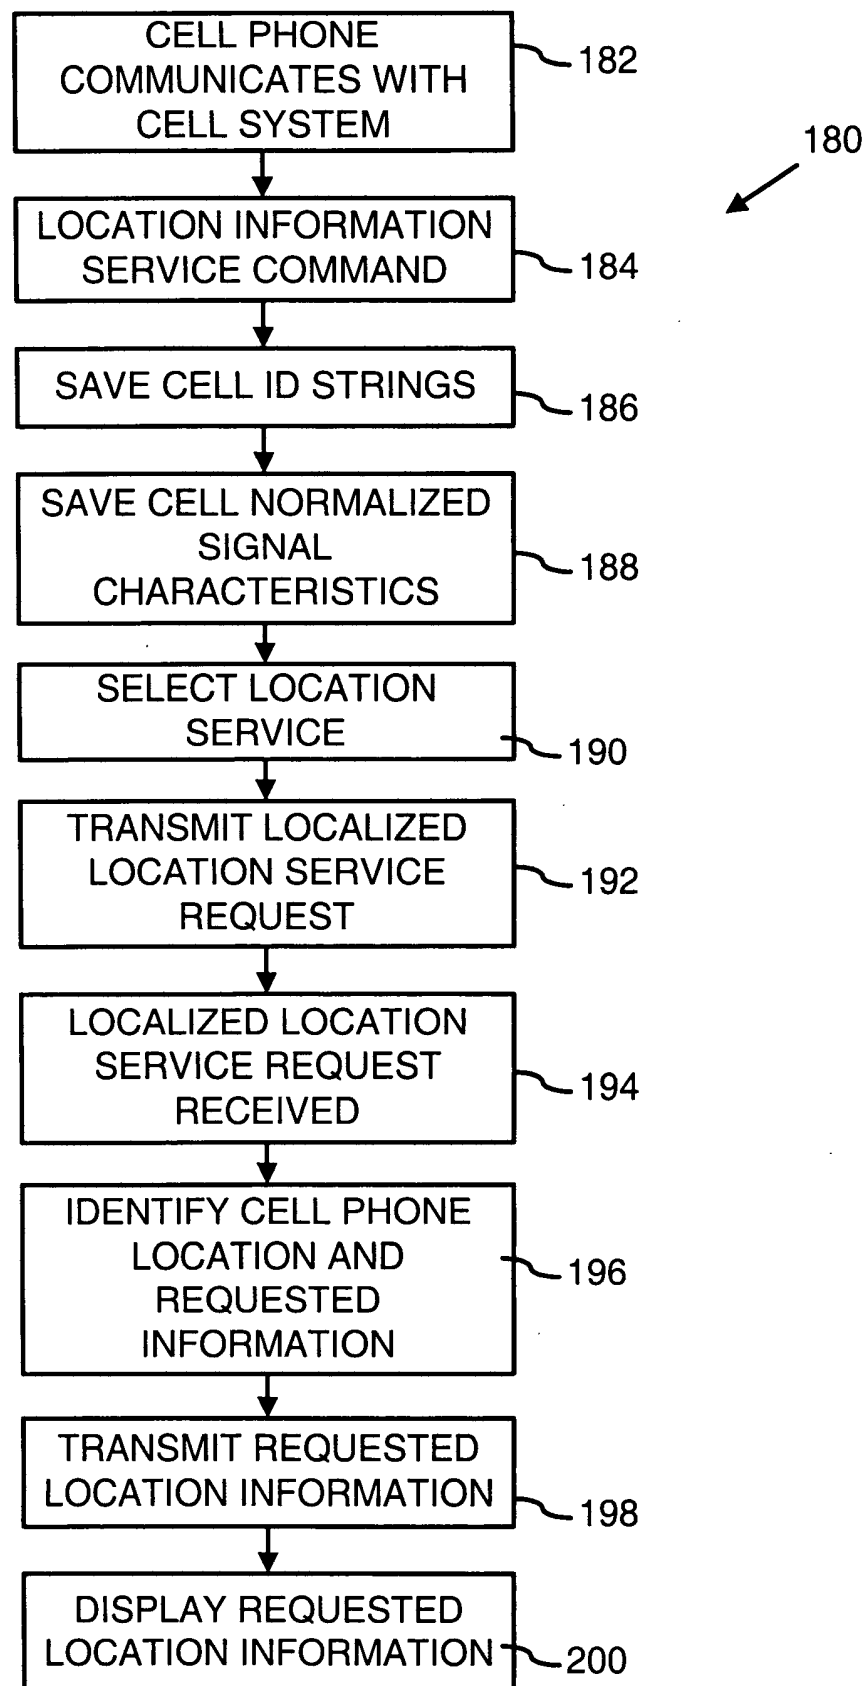 CELL PHONE
COMMUNICATES WITH
CELL SYSTEM
182
180
LOCATION INFORMATION
SERVICE COMMAND
184
SAVE CELL ID STRINGS
186
SAVE CELL NORMALIZED
SIGNAL
CHARACTERISTICS
188
SELECT LOCATION
SERVICE
190
TRANSMIT LOCALIZED
LOCATION SERVICE
REQUEST
192
LOCALIZED LOCATION
SERVICE REQUEST
RECEIVED
194
IDENTIFY CELL PHONE
LOCATION AND
REQUESTED
INFORMATION
196
TRANSMIT REQUESTED
LOCATION INFORMATION
198
DISPLAY REQUESTED
LOCATION INFORMATION
200